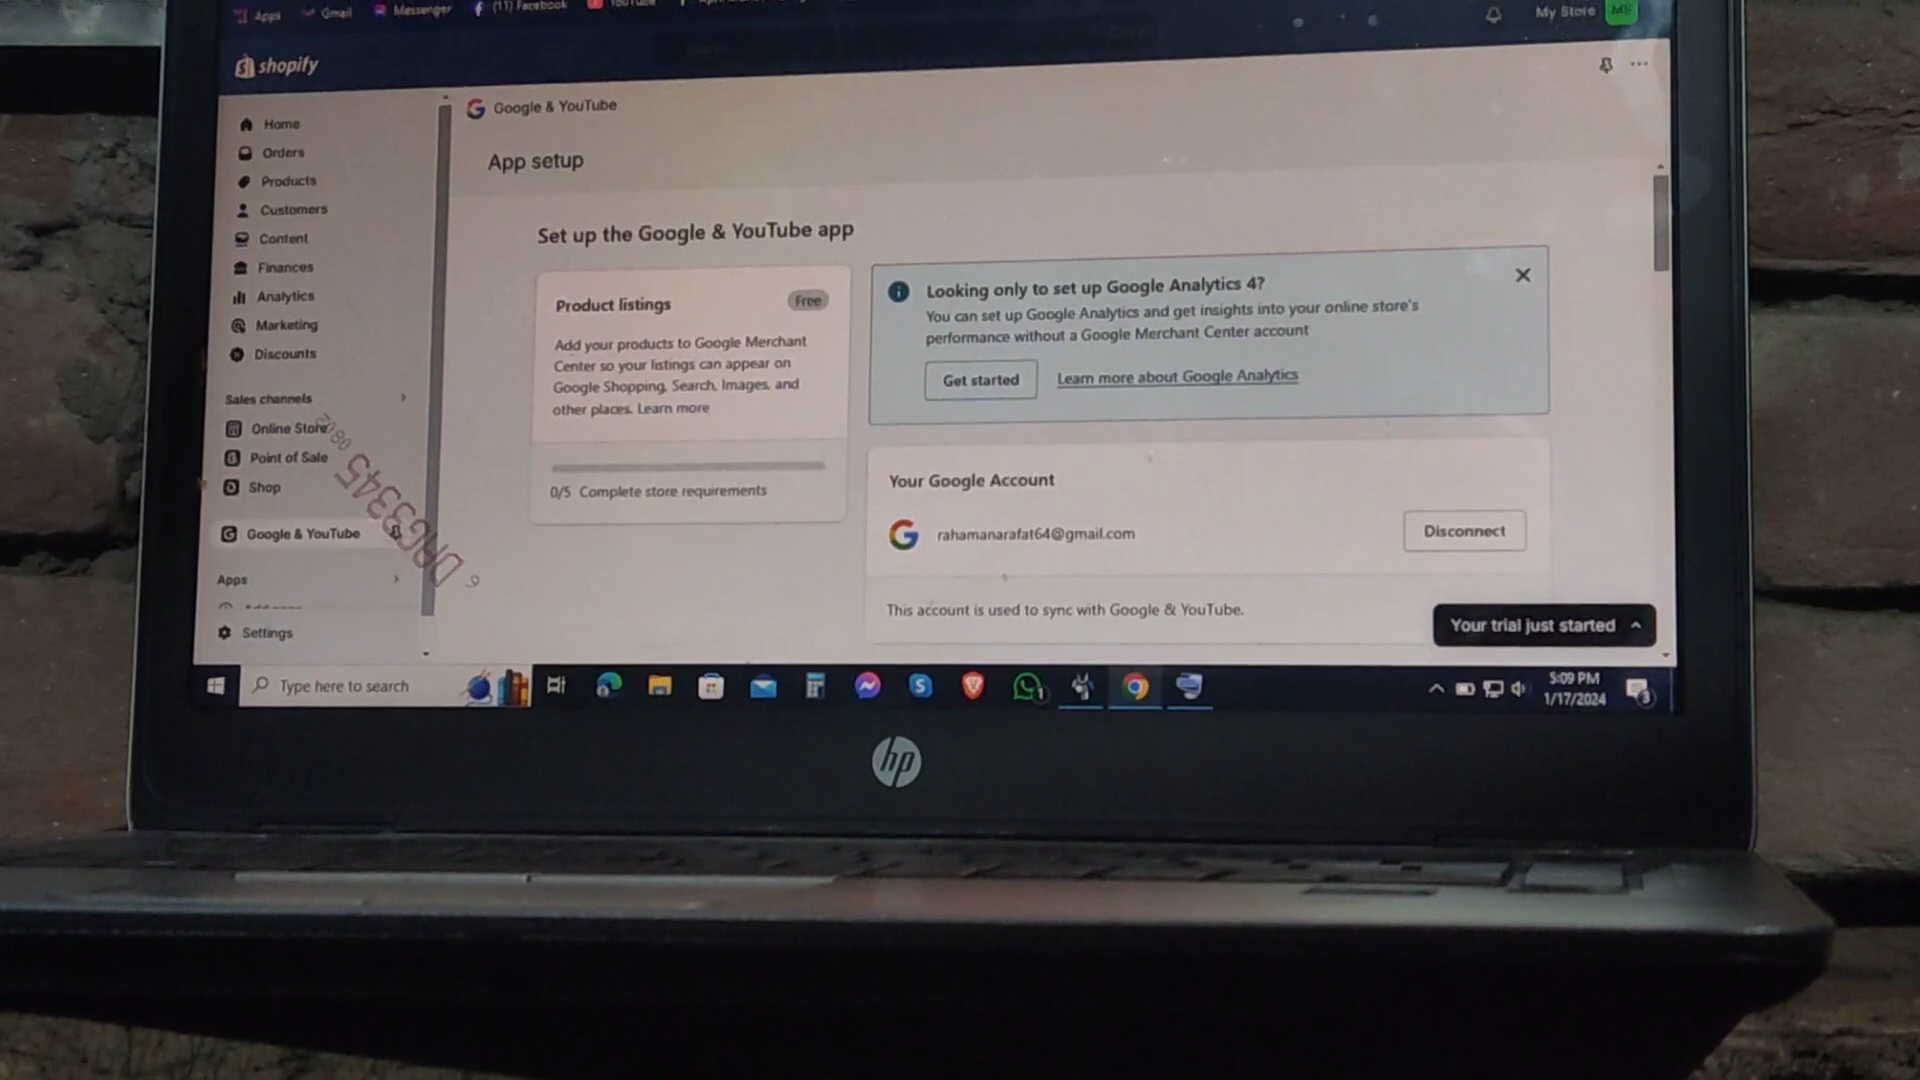 Apps Gmail Messenger (11) Facebook YouTube
My Store MS
shopify
Home
Orders
Products
Customers
Content
Finances
Analytics
Marketing
Discounts
Sales channels
Online Store
Point of Sale
Shop
Google & YouTube
Apps
Settings
Google & YouTube
App setup
Set up the Google & YouTube app
Product listings Free
Add your products to Google Merchant
Center so your listings can appear on
Google Shopping, Search, Images, and
other places. Learn more
0/5 Complete store requirements
Looking only to set up Google Analytics 4?
You can set up Google Analytics and get insights into your online store's
performance without a Google Merchant Center account
Get started Learn more about Google Analytics
Your Google Account
rahamanarafat64@gmail.com Disconnect
This account is used to sync with Google & YouTube.
Your trial just started
Type here to search
5:09 PM
1/17/2024
3
hp